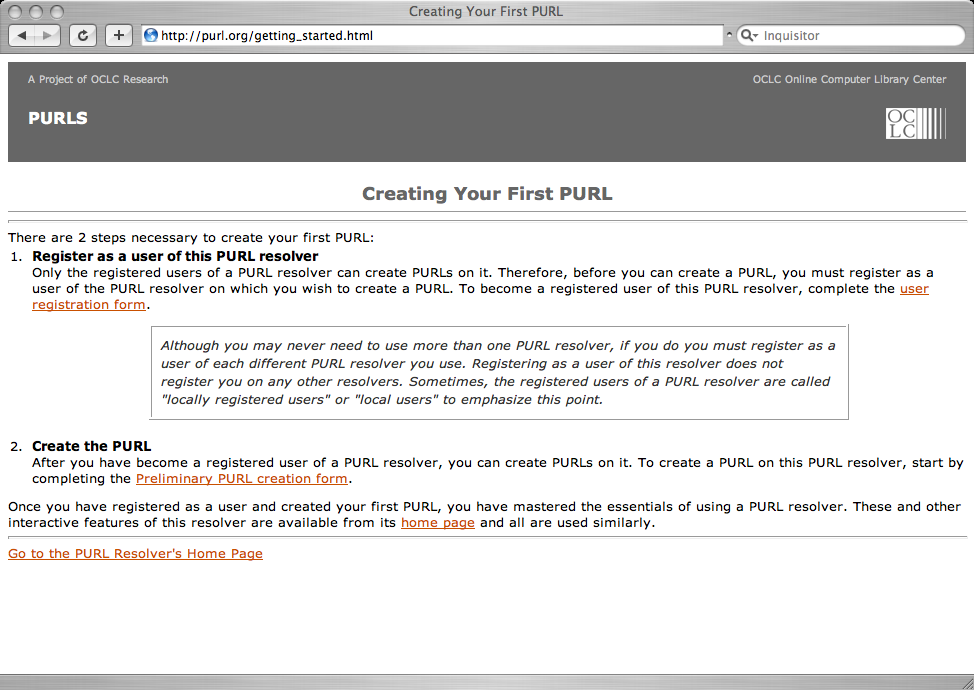 Creating Your First PURL
http://purl.org/getting_started.html
Inquisitor
A Project of OCLC Research
OCLC Online Computer Library Center
PURLS
OC
LC
Creating Your First PURL
There are 2 steps necessary to create your first PURL:
1. Register as a user of this PURL resolver
Only the registered users of a PURL resolver can create PURLs on it. Therefore, before you can create a PURL, you must register as a
user of the PURL resolver on which you wish to create a PURL. To become a registered user of this PURL resolver, complete the user
registration form.
Although you may never need to use more than one PURL resolver, if you do you must register as a
user of each different PURL resolver you use. Registering as a user of this resolver does not
register you on any other resolvers. Sometimes, the registered users of a PURL resolver are called
"locally registered users" or "local users" to emphasize this point.
2. Create the PURL
After you have become a registered user of a PURL resolver, you can create PURLs on it. To create a PURL on this PURL resolver, start by
completing the Preliminary PURL creation form.
Once you have registered as a user and created your first PURL, you have mastered the essentials of using a PURL resolver. These and other
interactive features of this resolver are available from its home page and all are used similarly.
Go to the PURL Resolver's Home Page